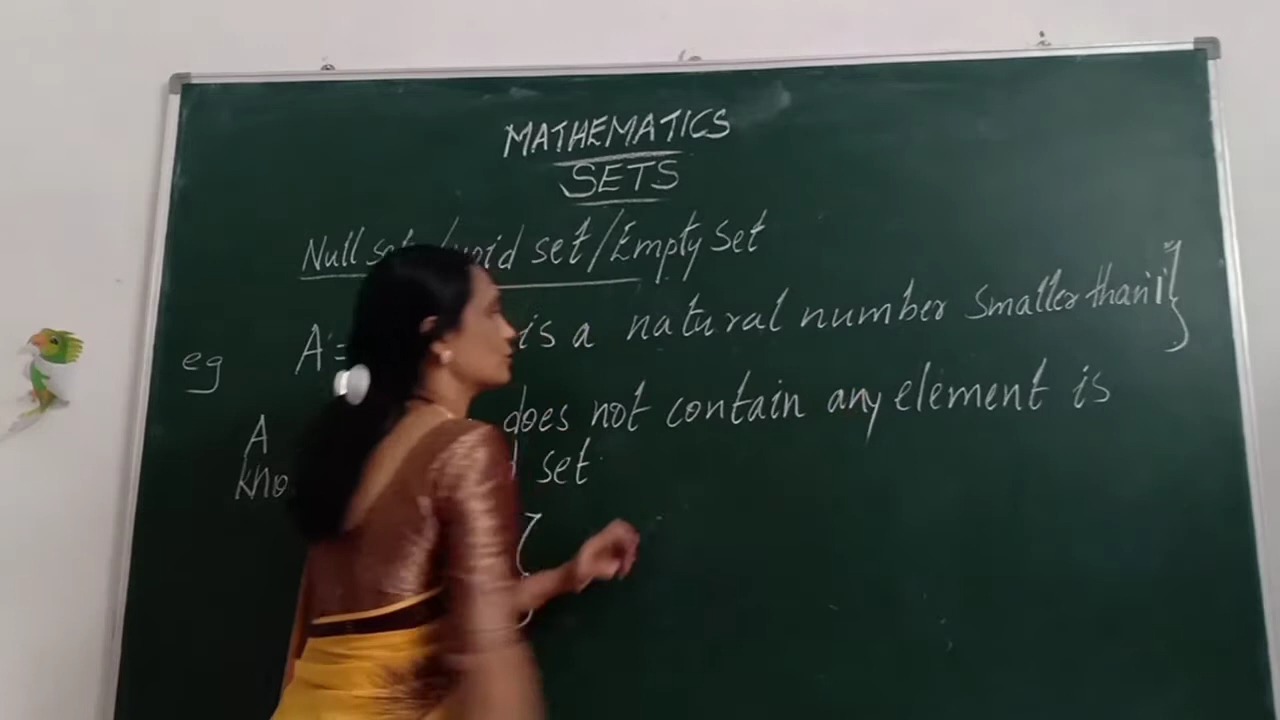 MATHEMATICS
SETS
Null set / void set / Empty set
eg A = is a natural number smaller than 1}
A does not contain any element is
set
{